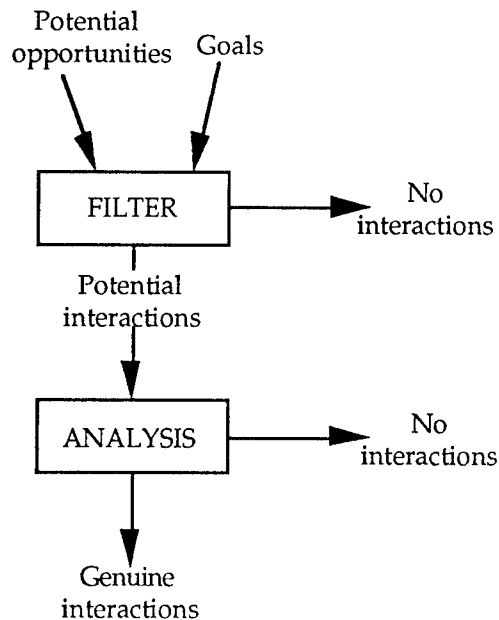 Potential
opportunities
Goals
FILTER
No
interactions
Potential
interactions
ANALYSIS
No
interactions
Genuine
interactions